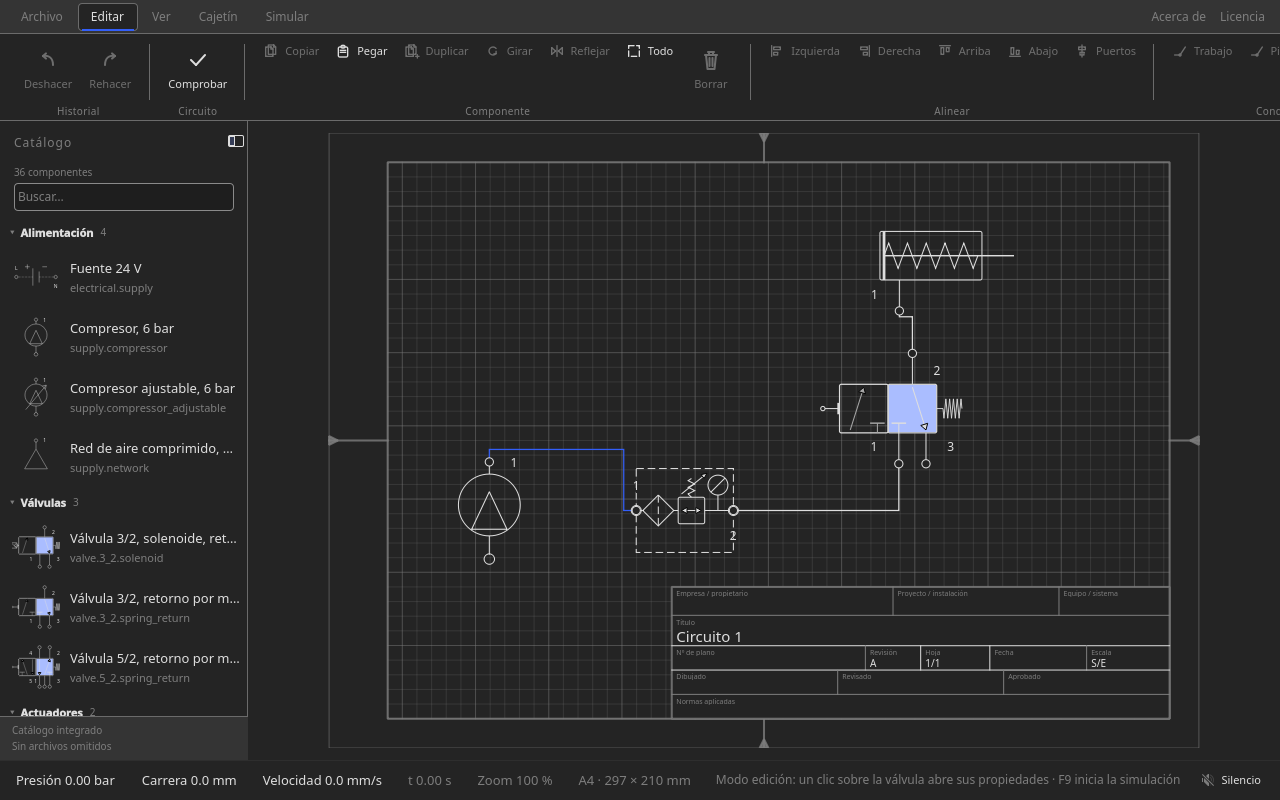 Archivo Editar Ver Cajetín Simular Acerca de Licencia
Copiar Pegar Duplicar Girar Reflejar Todo Izquierda Derecha Arriba Abajo Puertos Trabajo
Deshacer Rehacer Comprobar Borrar
Historial Circuito Componente Alinear
Catálogo
36 componentes
Buscar...
Alimentación 4
Fuente 24 V
electrical.supply
Compresor, 6 bar
supply.compressor
Compresor ajustable, 6 bar
supply.compressor_adjustable
Red de aire comprimido, ...
supply.network
Válvulas 3
Válvula 3/2, solenoide, ret...
valve.3_2.solenoid
Válvula 3/2, retorno por m...
valve.3_2.spring_return
Válvula 5/2, retorno por m...
valve.5_2.spring_return
Actuadores 2
Catálogo integrado
Sin archivos omitidos
1
2
1 3
1
1
2
Empresa / propietario Proyecto / instalación Equipo / sistema
Título
Circuito 1
N° de plano Revisión Hoja Fecha Escala
A 1/1 S/E
Dibujado Revisado Aprobado
Normas aplicadas
Presión 0.00 bar Carrera 0.0 mm Velocidad 0.0 mm/s t 0.00 s Zoom 100 % A4 · 297 × 210 mm Modo edición: un clic sobre la válvula abre sus propiedades · F9 inicia la simulación Silencio